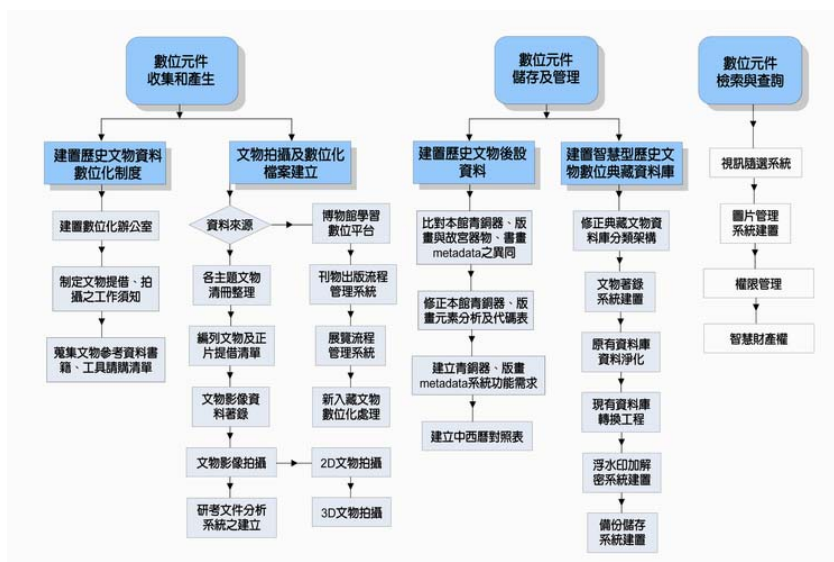 數位元件
收集和產生
建置歷史文物資料
數位化制度
建置數位化辦公室
制定文物提借、拍
攝之工作須知
蒐集文物參考資料書
籍、工具請購清單
文物拍攝及數位化
檔案建立
資料來源
各主題文物
清冊整理
編列文物及正
片提借清單
文物影像資
料著錄
文物影像拍攝
研考文件分析
系統之建立
博物館學習
數位平台
刊物出版流程
管理系統
展覽流程
管理系統
新入藏文物
數位化處理
2D文物拍攝
3D文物拍攝
數位元件
儲存及管理
建置歷史文物後設
資料
比對本館青銅器、版
畫與故宮器物、書畫
metadata之異同
修正本館青銅器、版
畫元素分析及代碼表
建立青銅器、版畫
metadata系統功能需求
建立中西曆對照表
建置智慧型歷史文
物數位典藏資料庫
修正典藏文物資
料庫分類架構
文物著錄
系統建置
原有資料庫
資料淨化
現有資料庫
轉換工程
浮水印加解
密系統建置
備份儲存
系統建置
數位元件
檢索與查詢
視訊隨選系統
圖片管理
系統建置
權限管理
智慧財產權